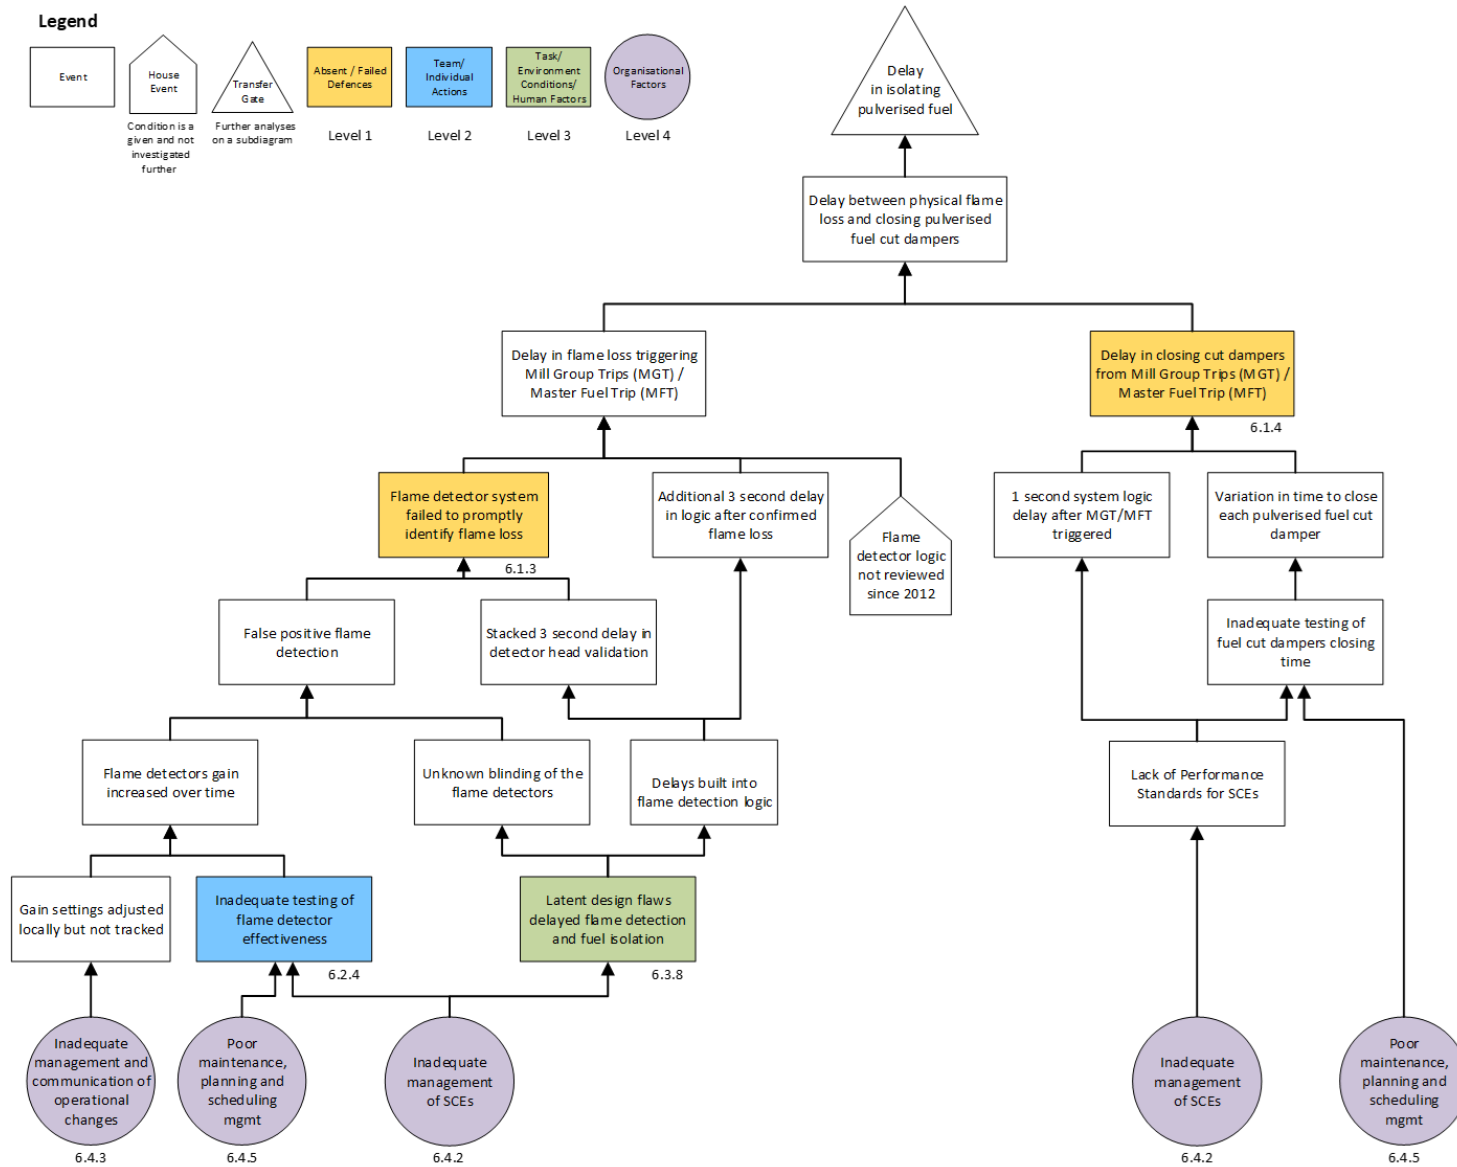 Legend
Event
House
Event
Transfer
Gate
Absent / Failed
Defences
Team/
Individual
Actions
Task/
Environment
Conditions/
Human Factors
Organisational
Factors
Condition is a
given and not
investigated
further
Further analyses
on a subdiagram
Level 1
Level 2
Level 3
Level 4
Delay
in isolating
pulverised fuel
Delay between physical flame
loss and closing pulverised
fuel cut dampers
Delay in flame loss triggering
Mill Group Trips (MGT) /
Master Fuel Trip (MFT)
Delay in closing cut dampers
from Mill Group Trips (MGT) /
Master Fuel Trip (MFT)
6.1.4
Flame detector system
failed to promptly
identify flame loss
6.1.3
Additional 3 second delay
in logic after confirmed
flame loss
Flame
detector logic
not reviewed
since 2012
1 second system logic
delay after MGT/MFT
triggered
Variation in time to close
each pulverised fuel cut
damper
False positive flame
detection
Stacked 3 second delay in
detector head validation
Inadequate testing of
fuel cut dampers closing
time
Flame detectors gain
increased over time
Unknown blinding of the
flame detectors
Delays built into
flame detection logic
Lack of Performance
Standards for SCEs
Gain settings adjusted
locally but not tracked
Inadequate testing of
flame detector
effectiveness
6.2.4
Latent design flaws
delayed flame detection
and fuel isolation
6.3.8
Inadequate
management and
communication of
operational
changes
6.4.3
Poor
maintenance,
planning and
scheduling
mgmt
6.4.5
Inadequate
management
of SCEs
6.4.2
Inadequate
management
of SCEs
6.4.2
Poor
maintenance,
planning and
scheduling
mgmt
6.4.5